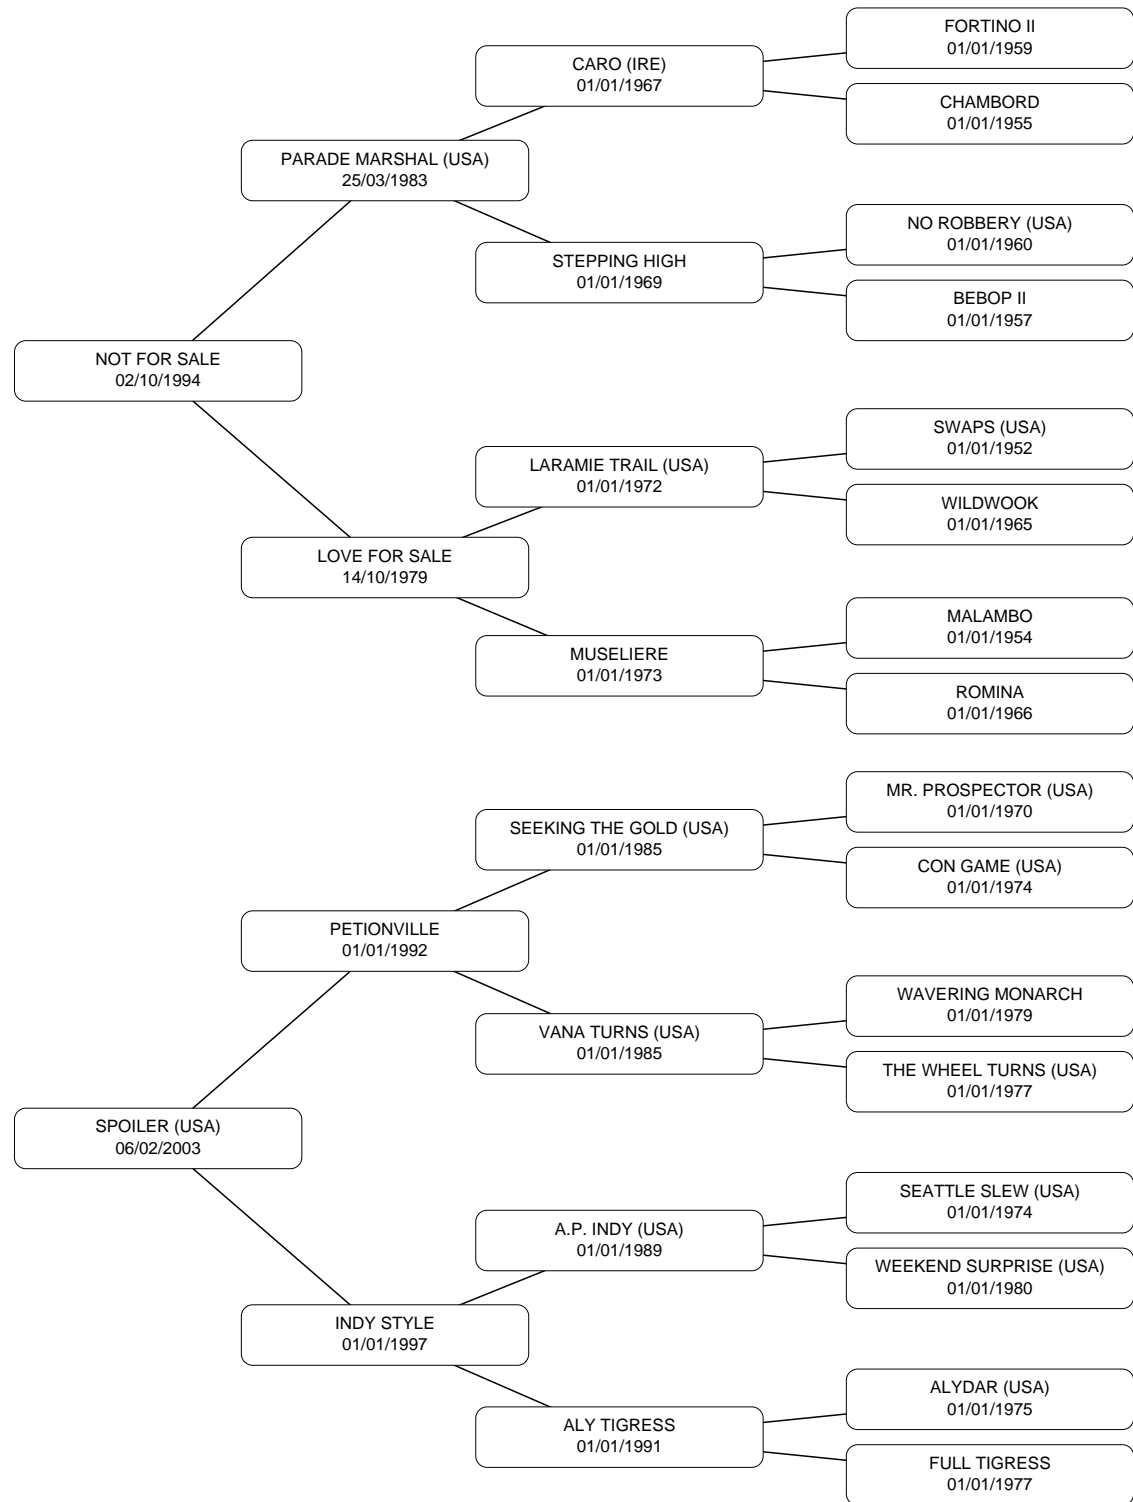 FORTINO II
01/01/1959
CARO (IRE)
01/01/1967
CHAMBORD
01/01/1955
PARADE MARSHAL (USA)
25/03/1983
NO ROBBERY (USA)
01/01/1960
STEPPING HIGH
01/01/1969
BEBOP II
01/01/1957
NOT FOR SALE
02/10/1994
SWAPS (USA)
01/01/1952
LARAMIE TRAIL (USA)
01/01/1972
WILDWOOK
01/01/1965
LOVE FOR SALE
14/10/1979
MALAMBO
01/01/1954
MUSELIERE
01/01/1973
ROMINA
01/01/1966
MR. PROSPECTOR (USA)
01/01/1970
SEEKING THE GOLD (USA)
01/01/1985
CON GAME (USA)
01/01/1974
PETIONVILLE
01/01/1992
WAVERING MONARCH
01/01/1979
VANA TURNS (USA)
01/01/1985
THE WHEEL TURNS (USA)
01/01/1977
SPOILER (USA)
06/02/2003
SEATTLE SLEW (USA)
01/01/1974
A.P. INDY (USA)
01/01/1989
WEEKEND SURPRISE (USA)
01/01/1980
INDY STYLE
01/01/1997
ALYDAR (USA)
01/01/1975
ALY TIGRESS
01/01/1991
FULL TIGRESS
01/01/1977